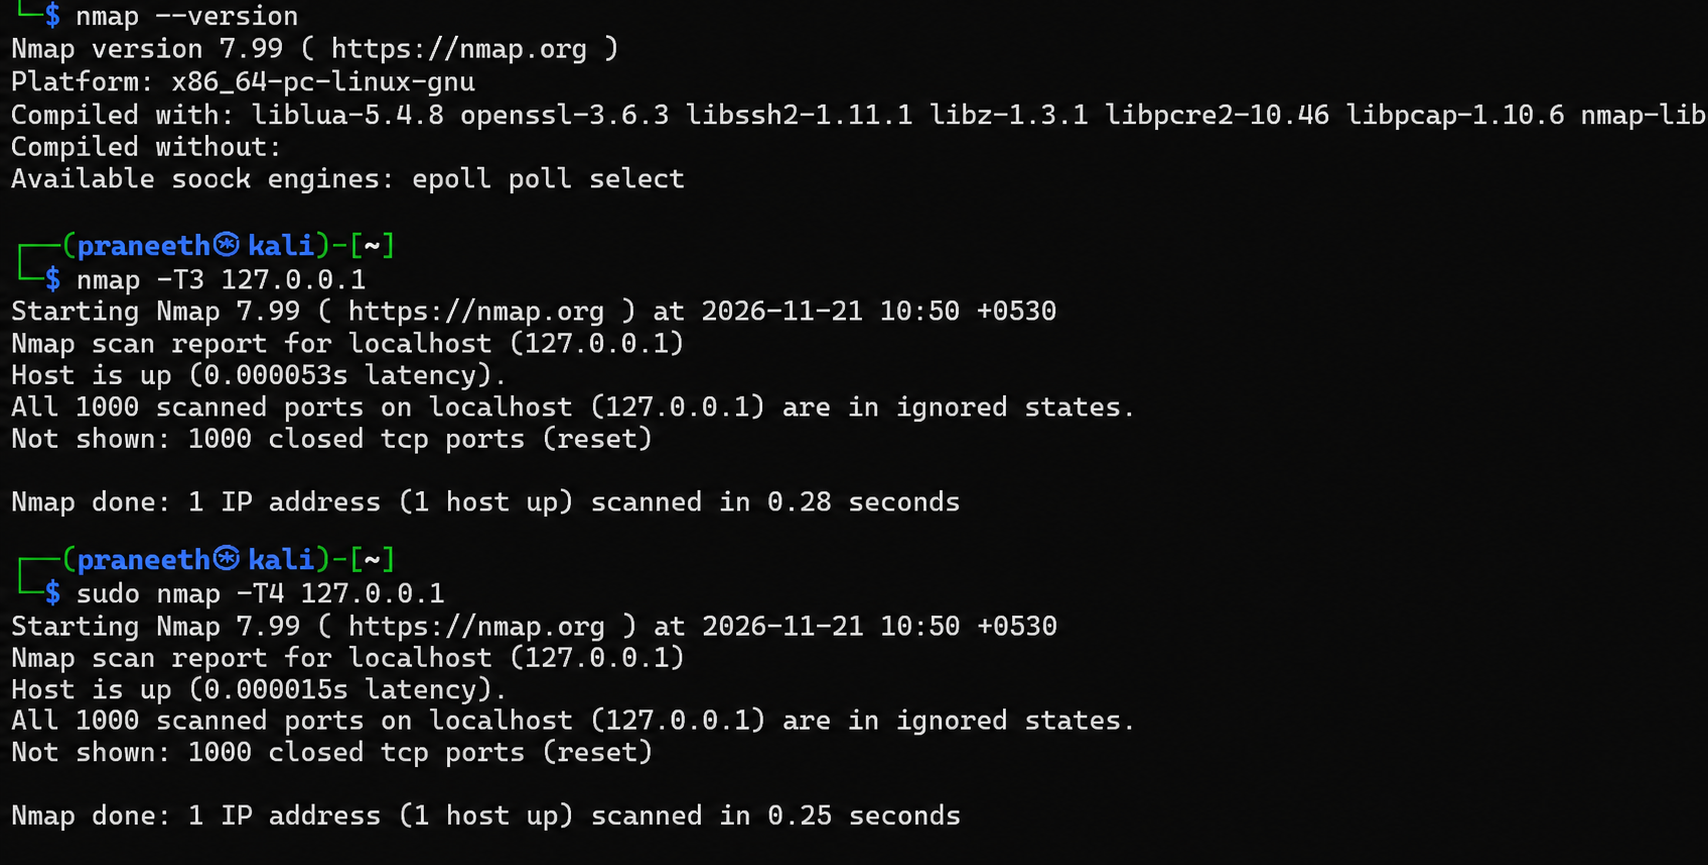 └─$ nmap --version
Nmap version 7.99 ( https://nmap.org )
Platform: x86_64-pc-linux-gnu
Compiled with: liblua-5.4.8 openssl-3.6.3 libssh2-1.11.1 libz-1.3.1 libpcre2-10.46 libpcap-1.10.6 nmap-lib
Compiled without:
Available soock engines: epoll poll select
┌──(praneeth㉿kali)-[~]
└─$ nmap -T3 127.0.0.1
Starting Nmap 7.99 ( https://nmap.org ) at 2026-11-21 10:50 +0530
Nmap scan report for localhost (127.0.0.1)
Host is up (0.000053s latency).
All 1000 scanned ports on localhost (127.0.0.1) are in ignored states.
Not shown: 1000 closed tcp ports (reset)
Nmap done: 1 IP address (1 host up) scanned in 0.28 seconds
┌──(praneeth㉿kali)-[~]
└─$ sudo nmap -T4 127.0.0.1
Starting Nmap 7.99 ( https://nmap.org ) at 2026-11-21 10:50 +0530
Nmap scan report for localhost (127.0.0.1)
Host is up (0.000015s latency).
All 1000 scanned ports on localhost (127.0.0.1) are in ignored states.
Not shown: 1000 closed tcp ports (reset)
Nmap done: 1 IP address (1 host up) scanned in 0.25 seconds